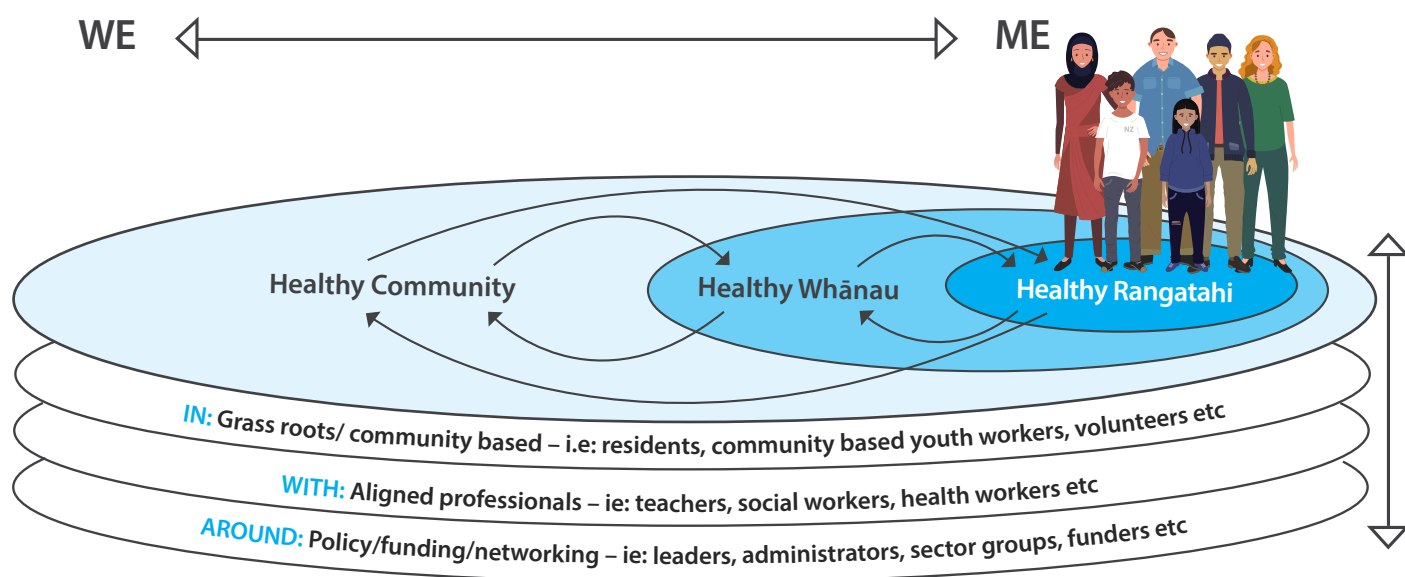 WE
ME
NZ
Healthy Community
Healthy Whānau
Healthy Rangatahi
IN: Grass roots/ community based – i.e: residents, community based youth workers, volunteers etc
WITH: Aligned professionals – ie: teachers, social workers, health workers etc
AROUND: Policy/funding/networking – ie: leaders, administrators, sector groups, funders etc